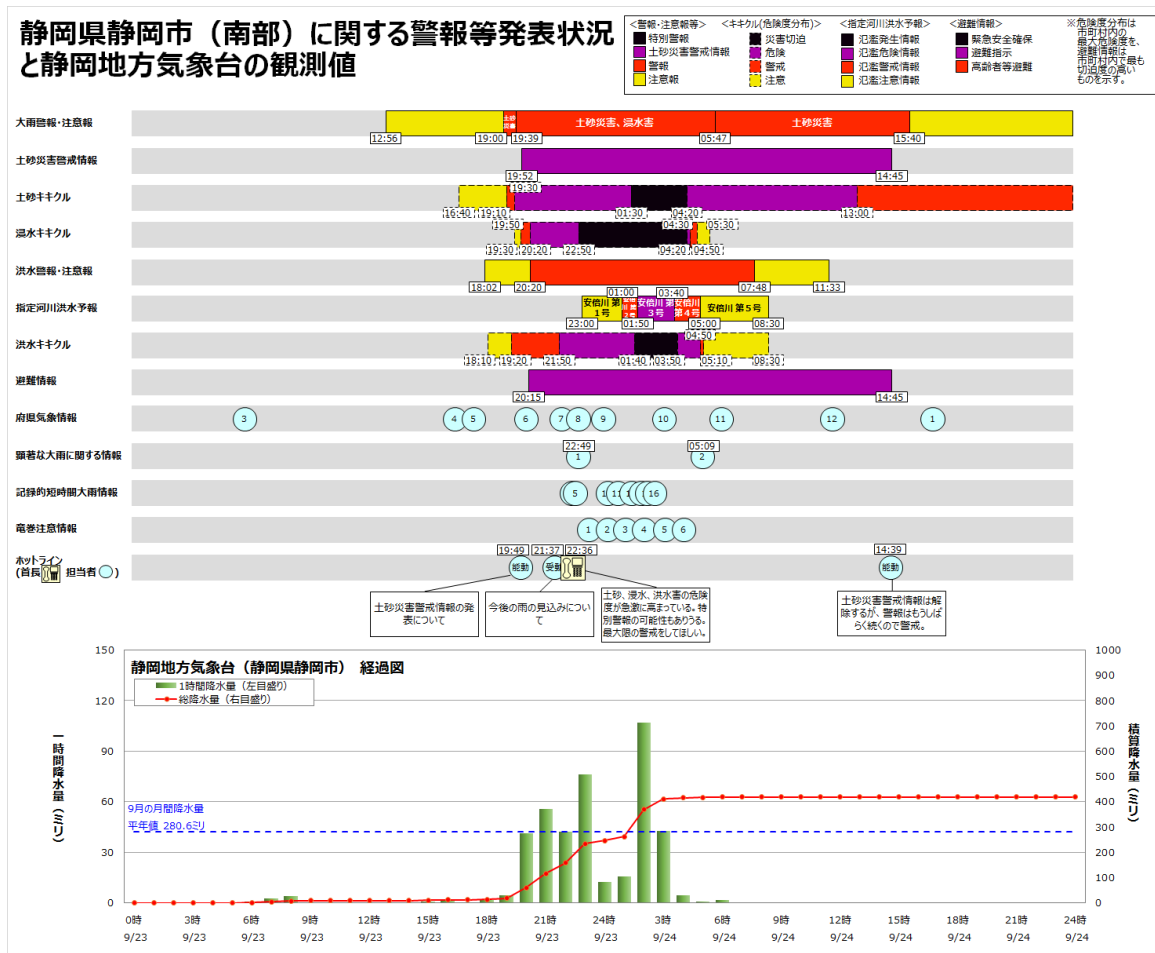 静岡県静岡市（南部）に関する警報等発表状況
と静岡地方気象台の観測値
<警報・注意報等> <キキクル(危険度分布)> <指定河川洪水予報> <避難情報>
特別警報 災害切迫 氾濫発生情報 緊急安全確保
土砂災害警戒情報 危険 氾濫危険情報 避難指示
警報 警戒 氾濫警戒情報 高齢者等避難
注意報 注意 氾濫注意情報
※危険度分布は
市町村内の
最大危険度を、
避難情報は
市町村内で最も
切迫度の高い
ものを示す。
大雨警報・注意報
土砂
災害
土砂災害、浸水害 土砂災害
12:56 19:00 19:39 05:47 15:40
土砂災害警戒情報
19:52 14:45
土砂キキクル
19:30
16:40 19:10 01:30 04:20 13:00
浸水キキクル
19:50 04:30 05:30
19:30 20:20 22:50 04:20 04:50
洪水警報・注意報
18:02 20:20 07:48 11:33
指定河川洪水予報
01:00 03:40
安倍川 第
1号
安倍川 第
3号
安倍川
第4号
安倍川 第5号
23:00 01:50 05:00 08:30
洪水キキクル
04:50
18:10 19:20 21:50 01:40 03:50 05:10 08:30
避難情報
20:15 14:45
府県気象情報
3 4 5 6 7 8 9 10 11 12 1
顕著な大雨に関する情報
22:49 05:09
1 2
記録的短時間大雨情報
5 16
竜巻注意情報
1 2 3 4 5 6
ホットライン
(首長 担当者 )
19:49 21:37 22:36 14:39
能動 受動 能動
土砂災害警戒情報の発
表について
今後の雨の見込みについ
て
土砂、浸水、洪水害の危険
度が急激に高まっている。特
別警報の可能性もありうる。
最大限の警戒をしてほしい。
土砂災害警戒情報は解
除するが、警報はもうしば
らく続くので警戒。
静岡地方気象台（静岡県静岡市） 経過図
1時間降水量（左目盛り）
総降水量（右目盛り）
一時間降水量（ミリ）
150
120
90
60
30
0
9月の月間降水量
平年値 280.6ミリ
1000
900
800
700
600
500
400
300
200
100
0
積算降水量（ミリ）
0時 3時 6時 9時 12時 15時 18時 21時 24時 3時 6時 9時 12時 15時 18時 21時 24時
9/23 9/23 9/23 9/23 9/23 9/23 9/23 9/23 9/23 9/24 9/24 9/24 9/24 9/24 9/24 9/24 9/24